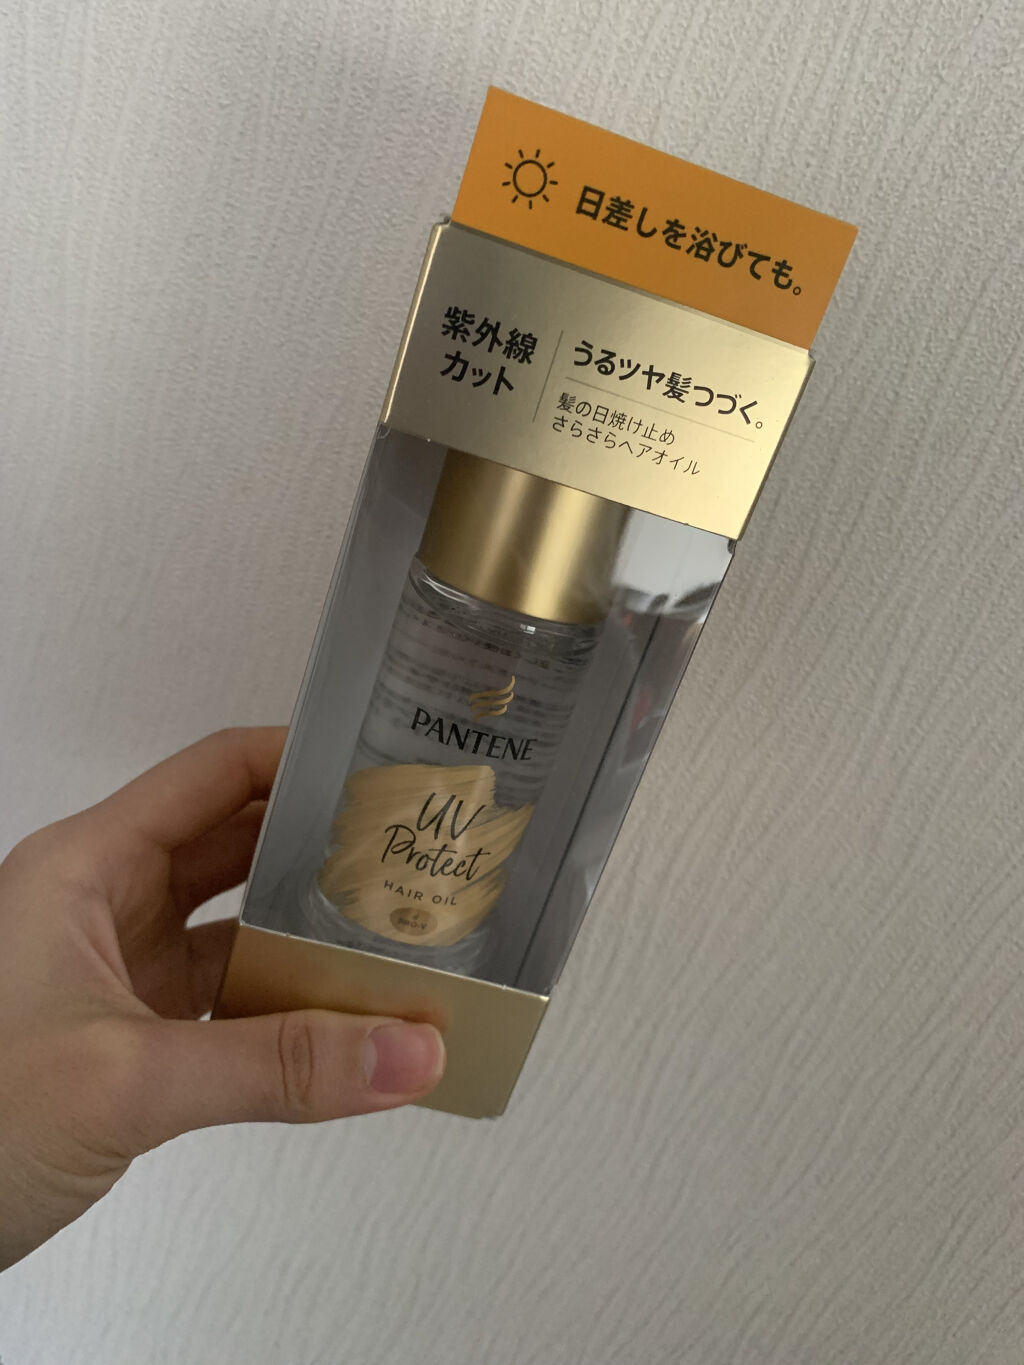 日差しを浴びても。
紫外線
カット
うるツヤ髪つづく。
髪の日焼け止め
さらさらヘアオイル
PANTENE
UV
Protect
HAIR OIL
PRO-V